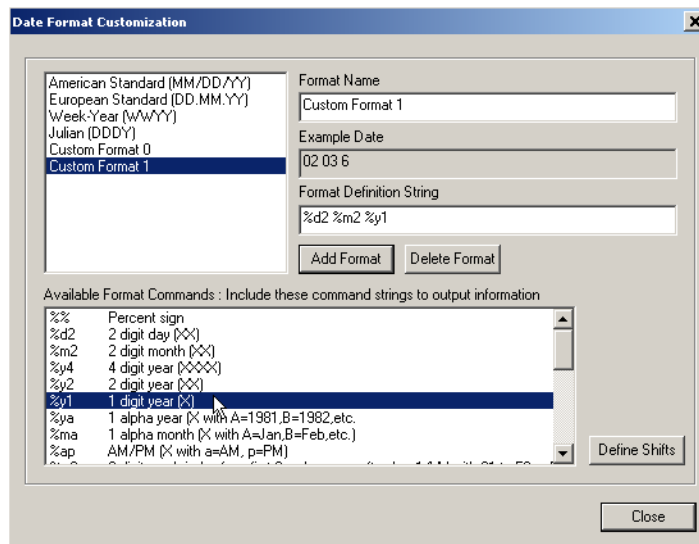 Date Format Customization
American Standard (MM/DD/YY)
European Standard (DD.MM.YY)
Week-Year (WWYY)
Julian (DDDY)
Custom Format 0
Custom Format 1
Format Name
Custom Format 1
Example Date
02 03 6
Format Definition String
%d2 %m2 %y1
Add Format
Delete Format
Available Format Commands : Include these command strings to output information
%% Percent sign
%d2 2 digit day (XX)
%m2 2 digit month (XX)
%y4 4 digit year (XXXX)
%y2 2 digit year (XX)
%y1 1 digit year (X)
%ya 1 alpha year (X with A=1981,B=1982,etc.
%ma 1 alpha month (X with A=Jan,B=Feb,etc.)
%ap AM/PM (X with a=AM, p=PM)
Define Shifts
Close